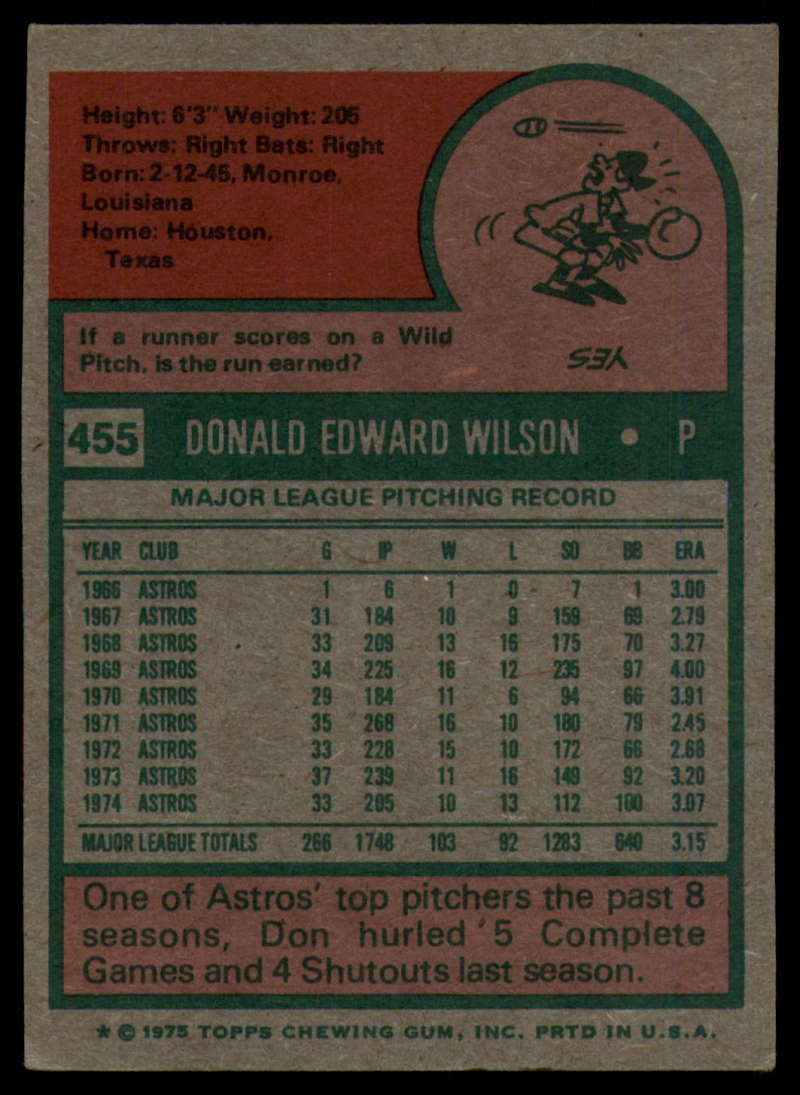 Height: 6'3" Weight: 205
Throws: Right Bats: Right
Born: 2-12-45, Monroe,
Louisiana
Home: Houston,
Texas
If a runner scores on a Wild
Pitch, is the run earned?
YES
455 DONALD EDWARD WILSON • P
MAJOR LEAGUE PITCHING RECORD
YEAR CLUB G IP W L SO BB ERA
1966 ASTROS 1 6 1 0 7 1 3.00
1967 ASTROS 31 184 10 9 159 69 2.79
1968 ASTROS 33 209 13 16 175 70 3.27
1969 ASTROS 34 225 16 12 235 97 4.00
1970 ASTROS 29 184 11 6 94 66 3.91
1971 ASTROS 35 268 16 10 180 79 2.45
1972 ASTROS 33 228 15 10 172 66 2.68
1973 ASTROS 37 239 11 16 149 92 3.20
1974 ASTROS 33 205 10 13 112 100 3.07
MAJOR LEAGUE TOTALS 266 1748 103 92 1283 640 3.15
One of Astros' top pitchers the past 8
seasons, Don hurled 5 Complete
Games and 4 Shutouts last season.
* © 1975 TOPPS CHEWING GUM, INC. PRTD IN U.S.A.